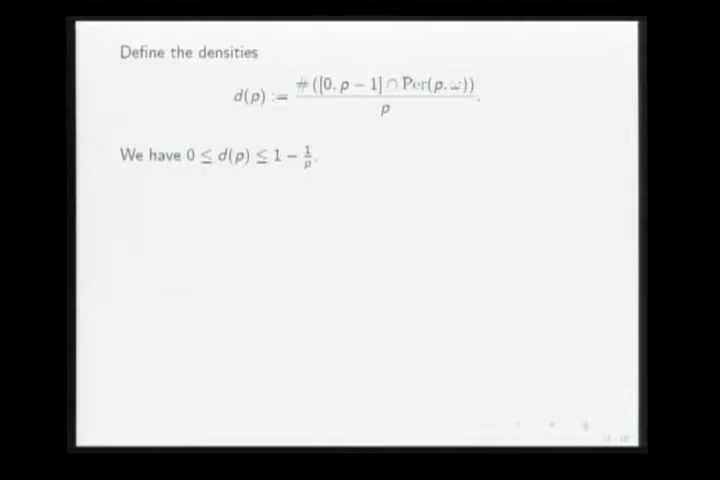 Define the densities
d(p) := # ([0, p − 1] ∩ Per(p, ω)) / p .
We have 0 ≤ d(p) ≤ 1 − 1/p.